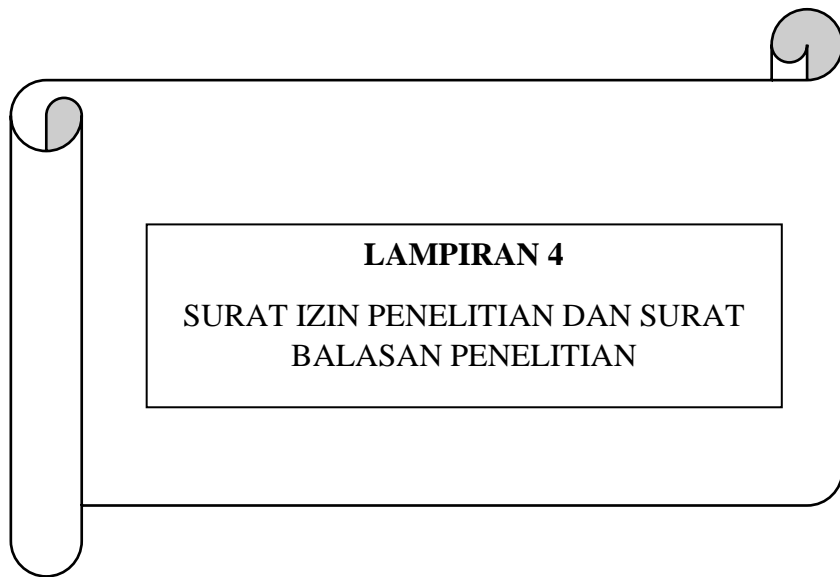 LAMPIRAN 4
SURAT IZIN PENELITIAN DAN SURAT
BALASAN PENELITIAN